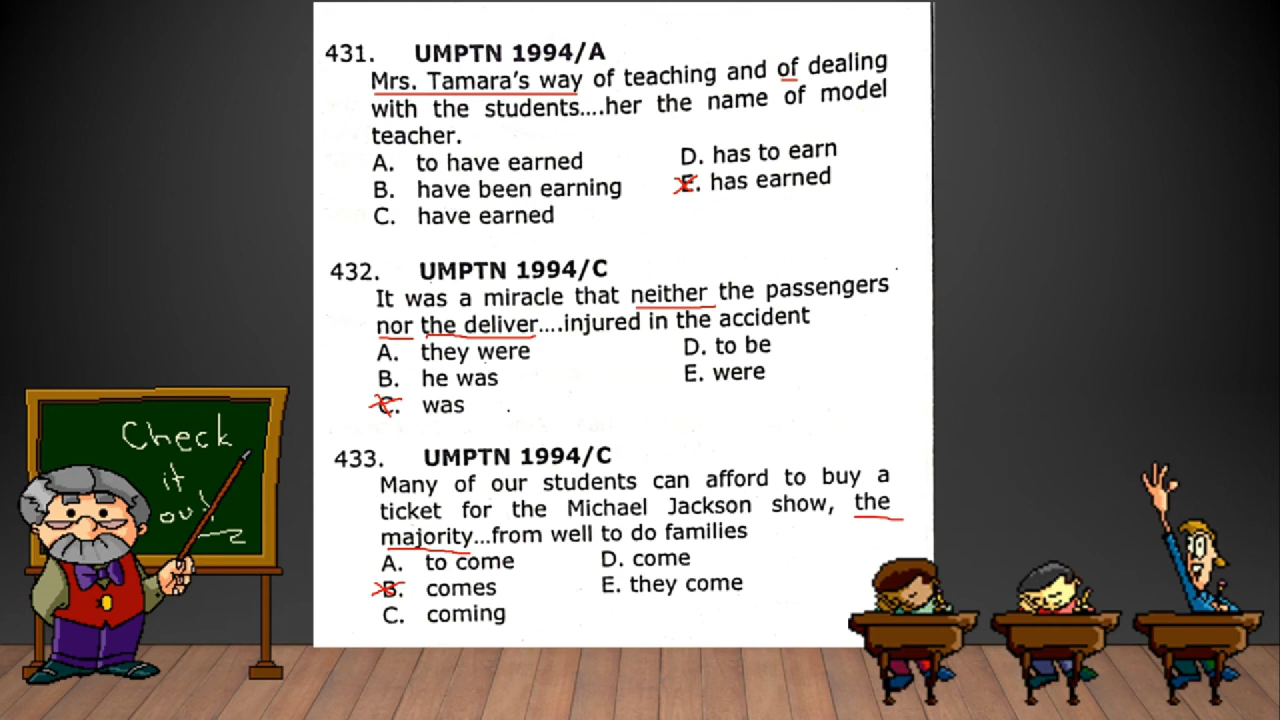 431. UMPTN 1994/A
Mrs. Tamara's way of teaching and of dealing
with the students....her the name of model
teacher.
A. to have earned
B. have been earning
C. have earned
D. has to earn
E. has earned
432. UMPTN 1994/C
It was a miracle that neither the passengers
nor the deliver....injured in the accident
A. they were
B. he was
C. was
D. to be
E. were
433. UMPTN 1994/C
Many of our students can afford to buy a
ticket for the Michael Jackson show, the
majority...from well to do families
A. to come
B. comes
C. coming
D. come
E. they come
Check
it
out!